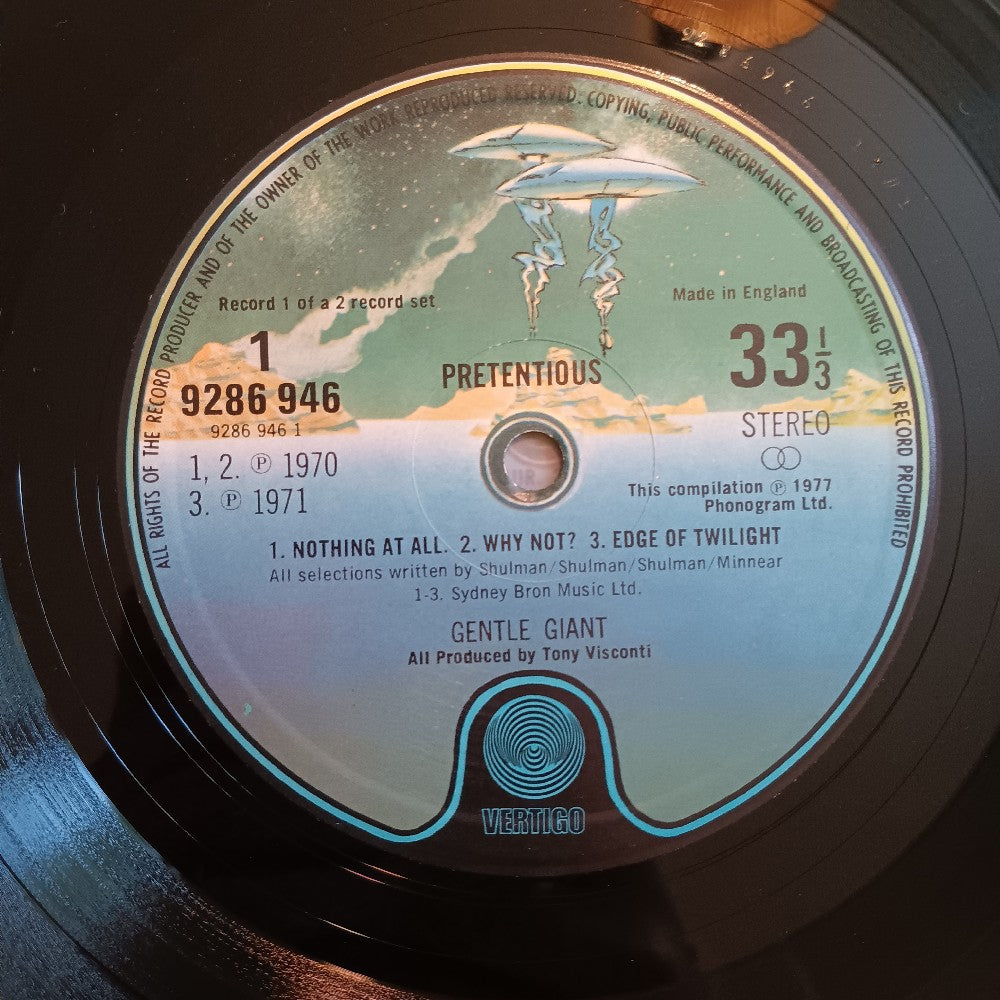 ALL RIGHTS OF THE RECORD PRODUCER AND OF THE OWNER OF THE WORK REPRODUCED RESERVED. COPYING, PUBLIC PERFORMANCE AND BROADCASTING OF THIS RECORD PROHIBITED
Record 1 of a 2 record set
Made in England
1
9286 946
9286 946 1
PRETENTIOUS
33 1/3
STEREO
1, 2. ℗ 1970
3. ℗ 1971
This compilation ℗ 1977
Phonogram Ltd.
1. NOTHING AT ALL. 2. WHY NOT? 3. EDGE OF TWILIGHT
All selections written by Shulman/Shulman/Shulman/Minnear
1-3. Sydney Bron Music Ltd.
GENTLE GIANT
All Produced by Tony Visconti
VERTIGO